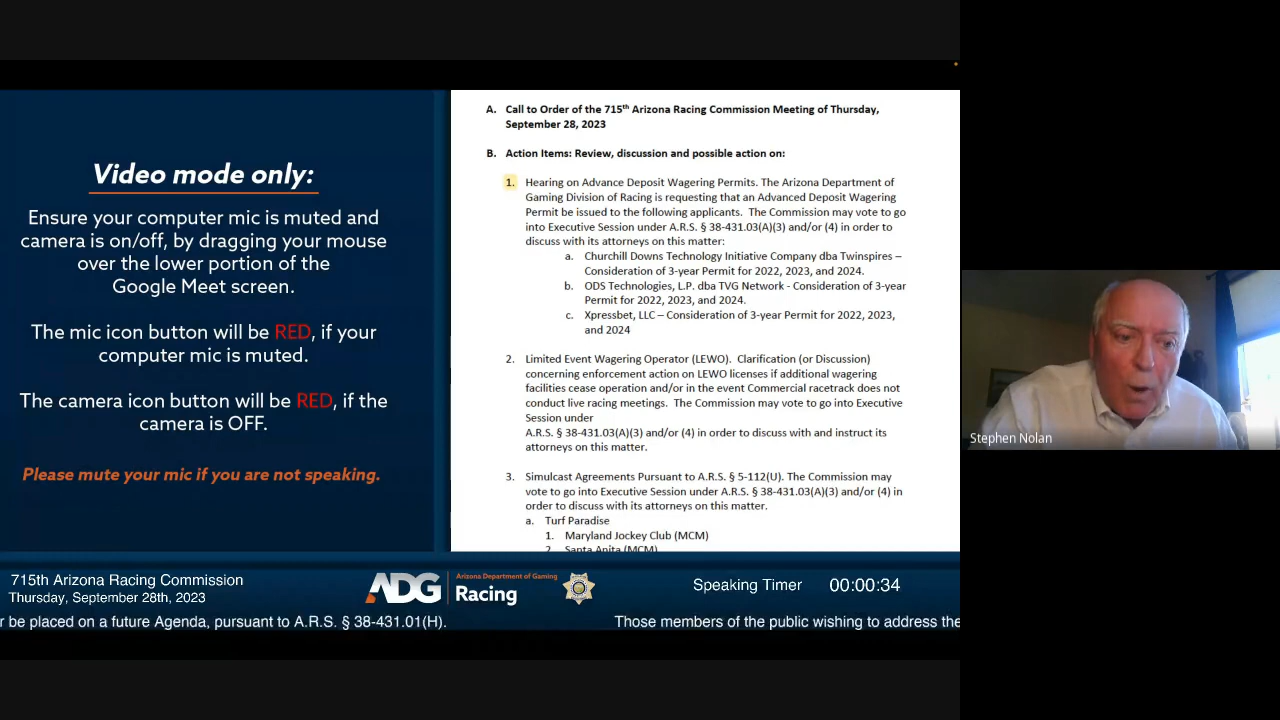 Video mode only:
Ensure your computer mic is muted and
camera is on/off, by dragging your mouse
over the lower portion of the
Google Meet screen.
The mic icon button will be RED, if your
computer mic is muted.
The camera icon button will be RED, if the
camera is OFF.
Please mute your mic if you are not speaking.
A. Call to Order of the 715th Arizona Racing Commission Meeting of Thursday,
September 28, 2023
B. Action Items: Review, discussion and possible action on:
1. Hearing on Advance Deposit Wagering Permits. The Arizona Department of
Gaming Division of Racing is requesting that an Advanced Deposit Wagering
Permit be issued to the following applicants. The Commission may vote to go
into Executive Session under A.R.S. § 38-431.03(A)(3) and/or (4) in order to
discuss with its attorneys on this matter:
a. Churchill Downs Technology Initiative Company dba Twinspires –
Consideration of 3-year Permit for 2022, 2023, and 2024.
b. ODS Technologies, L.P. dba TVG Network - Consideration of 3-year
Permit for 2022, 2023, and 2024.
c. Xpressbet, LLC – Consideration of 3-year Permit for 2022, 2023,
and 2024
2. Limited Event Wagering Operator (LEWO). Clarification (or Discussion)
concerning enforcement action on LEWO licenses if additional wagering
facilities cease operation and/or in the event Commercial racetrack does not
conduct live racing meetings. The Commission may vote to go into Executive
Session under
A.R.S. § 38-431.03(A)(3) and/or (4) in order to discuss with and instruct its
attorneys on this matter.
3. Simulcast Agreements Pursuant to A.R.S. § 5-112(U). The Commission may
vote to go into Executive Session under A.R.S. § 38-431.03(A)(3) and/or (4) in
order to discuss with its attorneys on this matter.
a. Turf Paradise
1. Maryland Jockey Club (MCM)
2. Santa Anita (MCM)
Stephen Nolan
715th Arizona Racing Commission
Thursday, September 28th, 2023
ADG
Arizona Department of Gaming
Racing
Speaking Timer 00:00:34
r be placed on a future Agenda, pursuant to A.R.S. § 38-431.01(H).
Those members of the public wishing to address the